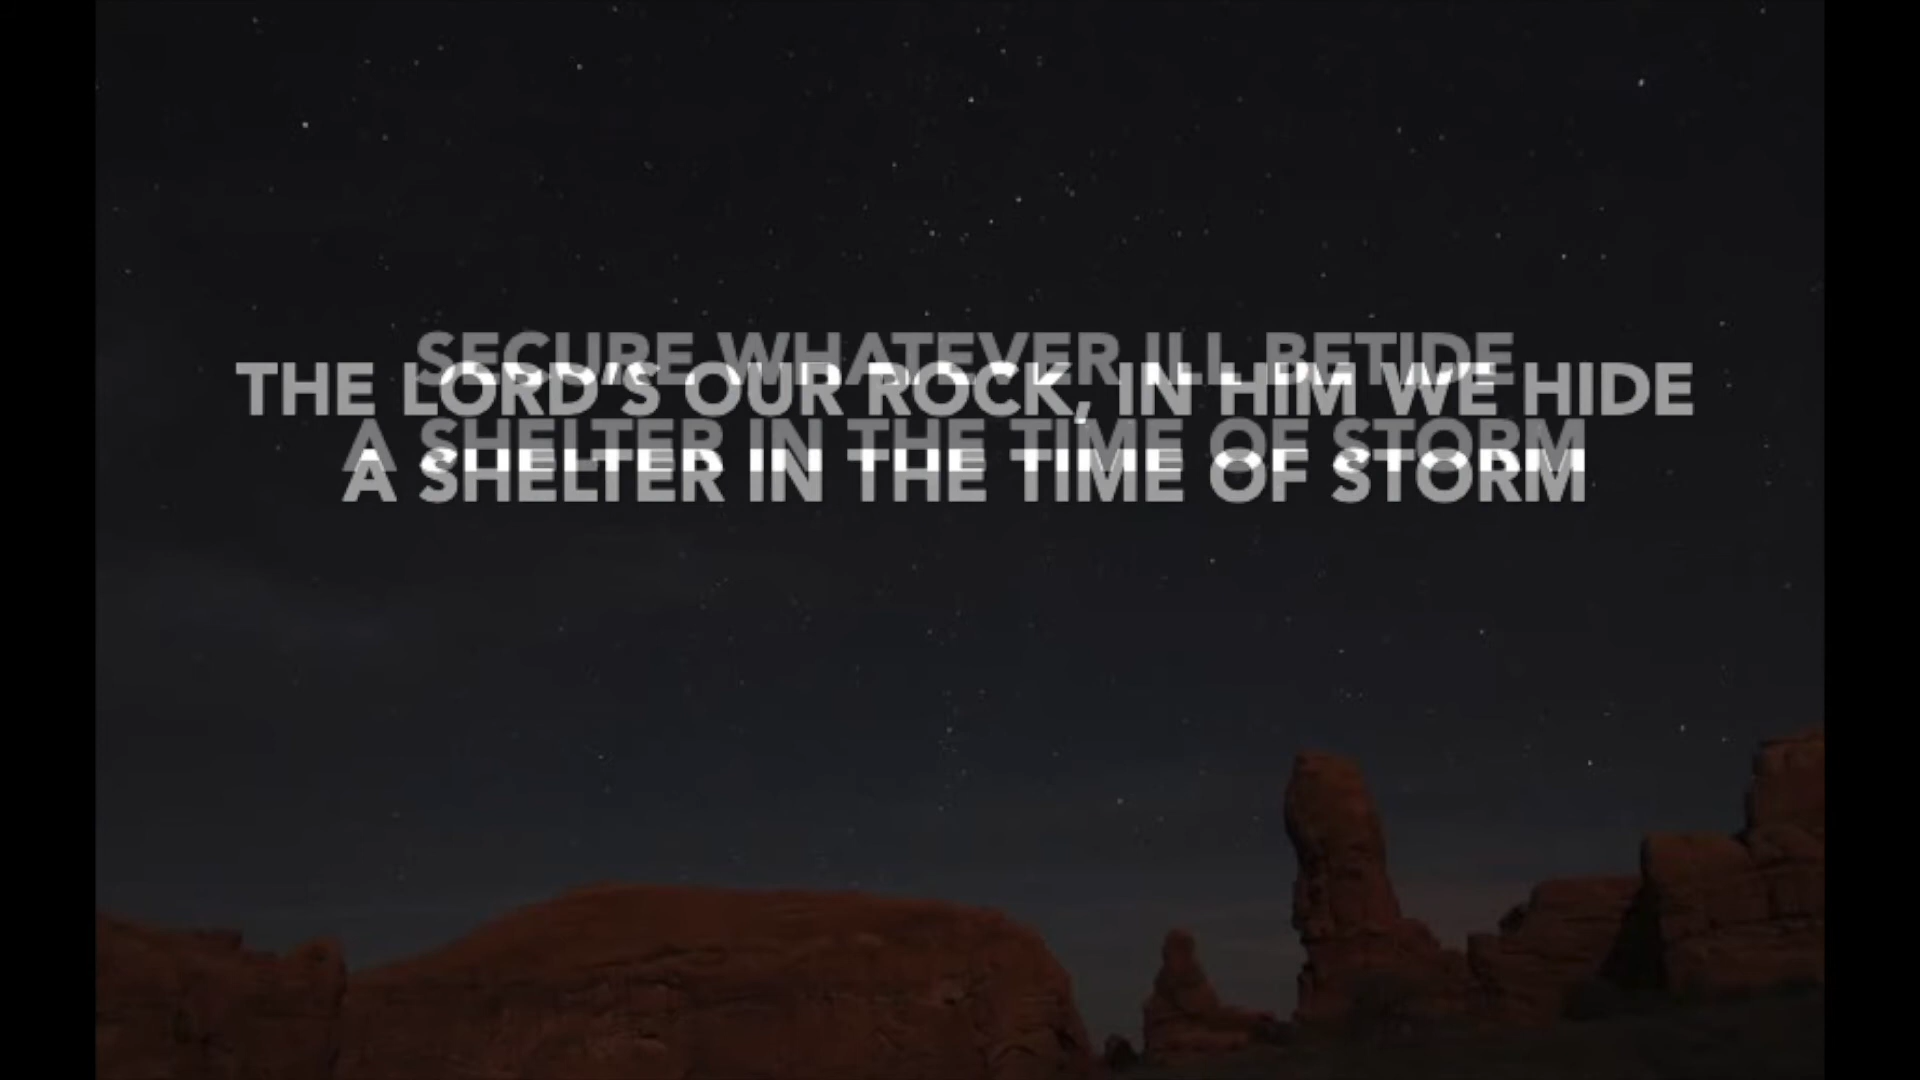 SECURE WHATEVER ILL BETIDE
THE LORD'S OUR ROCK, IN HIM WE HIDE
A SHELTER IN THE TIME OF STORM
A SHELTER IN THE TIME OF STORM